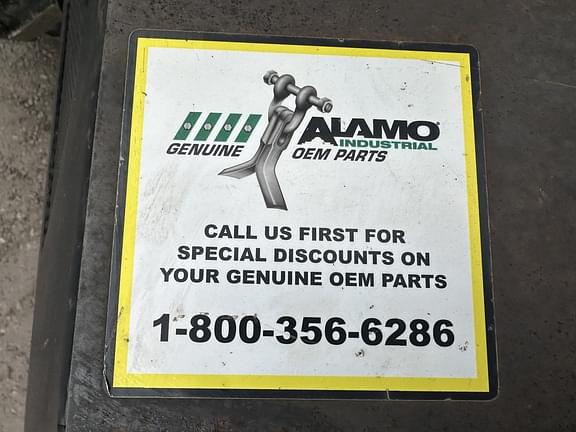 ALAMO®
INDUSTRIAL
GENUINE OEM PARTS
CALL US FIRST FOR
SPECIAL DISCOUNTS ON
YOUR GENUINE OEM PARTS
1-800-356-6286